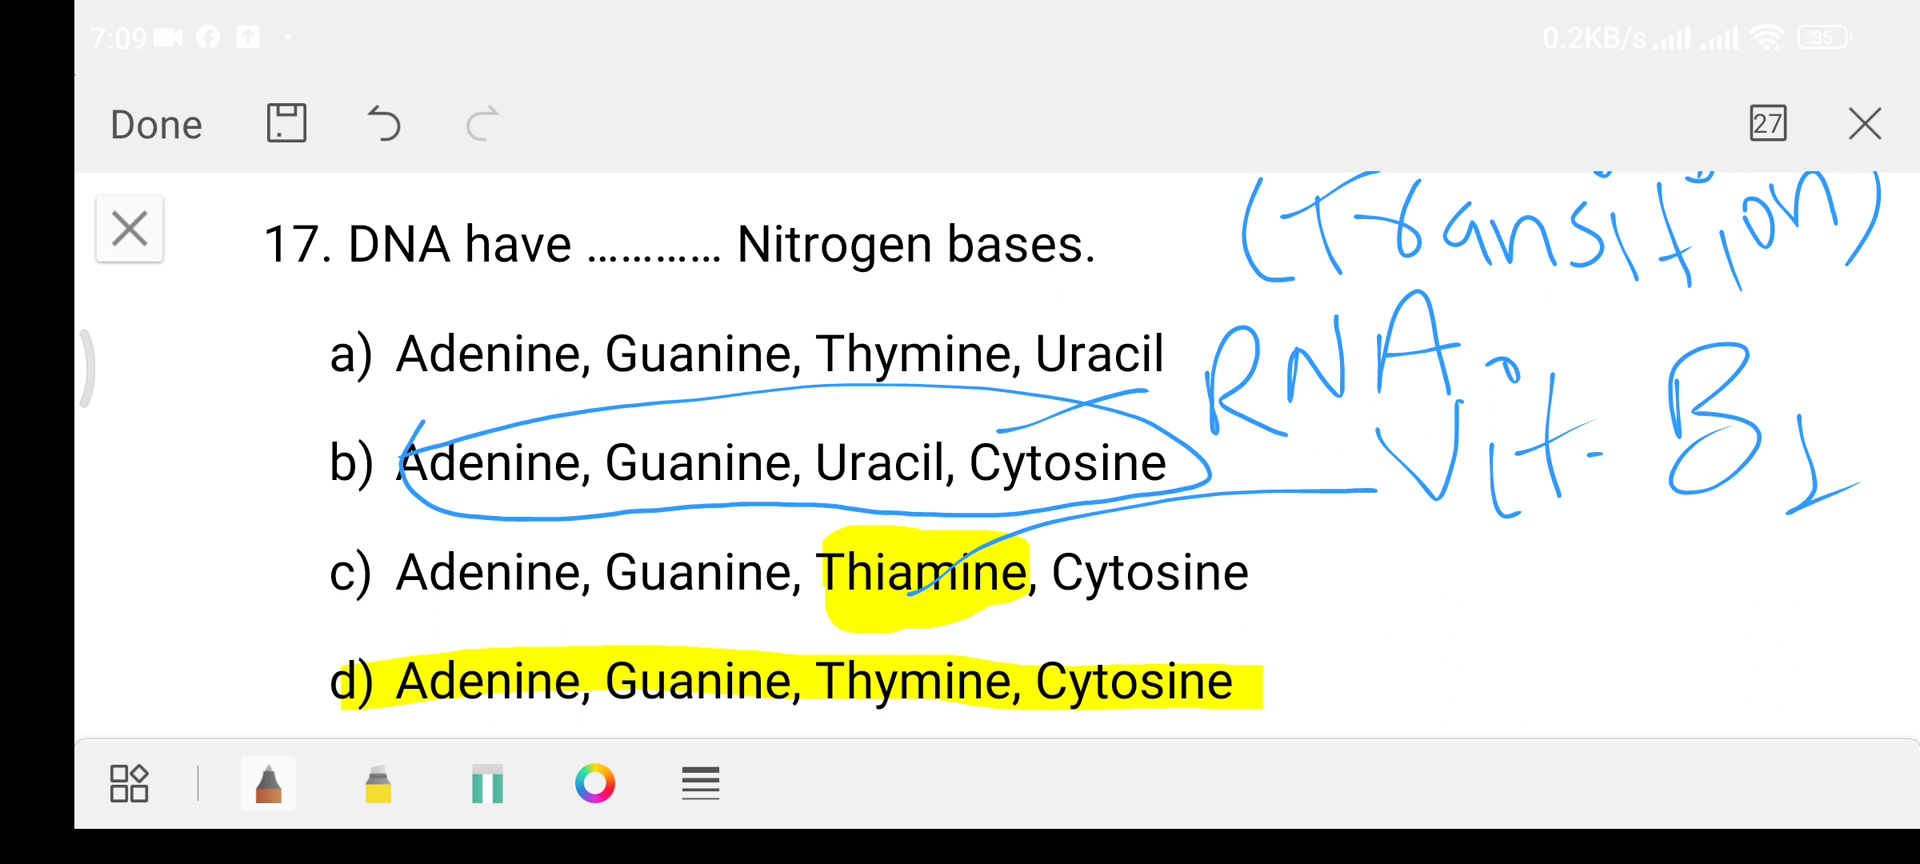 7:09
0.2KB/s
35
Done
27
17. DNA have ............ Nitrogen bases.
(Transition)
a) Adenine, Guanine, Thymine, Uracil
RNA
b) Adenine, Guanine, Uracil, Cytosine
Vit. B1
c) Adenine, Guanine, Thiamine, Cytosine
d) Adenine, Guanine, Thymine, Cytosine